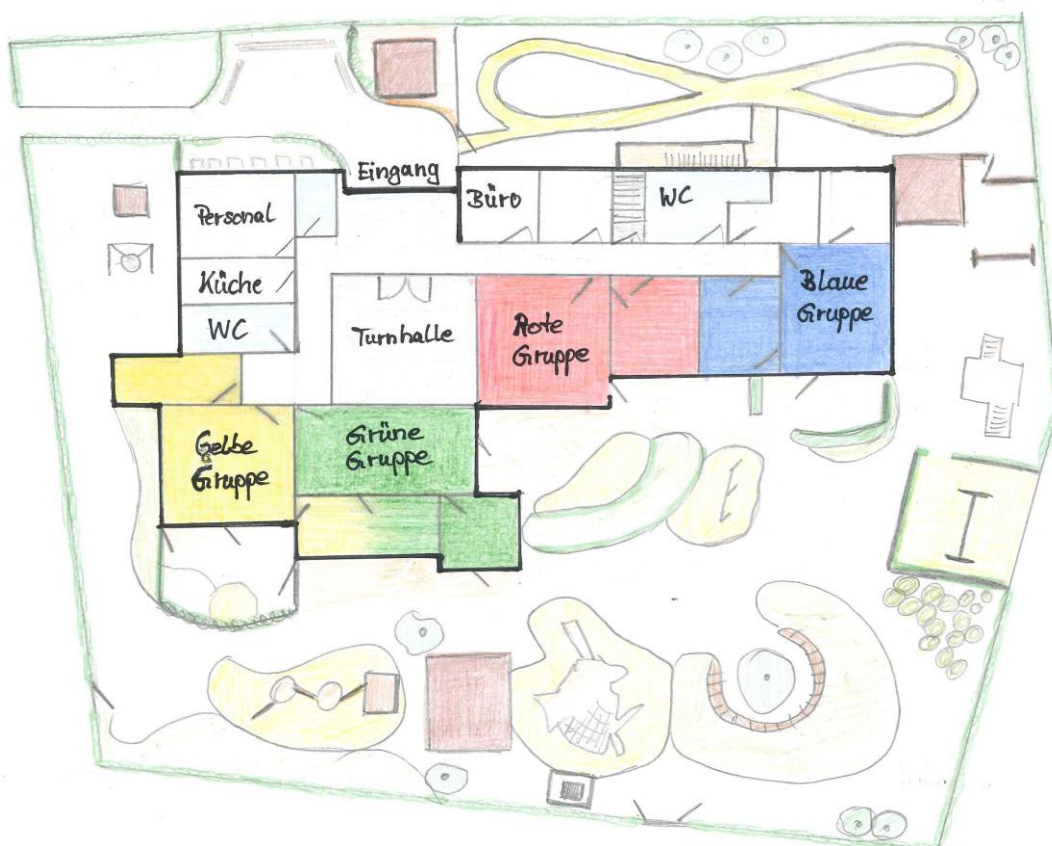 Eingang
Personal
Büro
WC
Küche
WC
Turnhalle
Rote
Gruppe
Blaue
Gruppe
Gelbe
Gruppe
Grüne
Gruppe